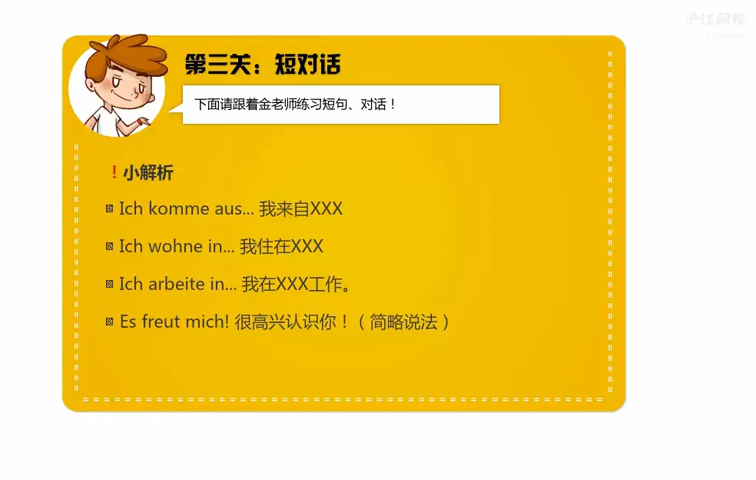 沪江网校
第三关：短对话
下面请跟着金老师练习短句、对话！
！小解析
Ich komme aus... 我来自XXX
Ich wohne in... 我住在XXX
Ich arbeite in... 我在XXX工作。
Es freut mich! 很高兴认识你！（简略说法）